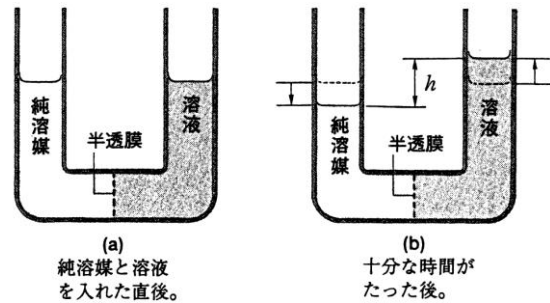 純溶媒
溶液
半透膜
(a)
純溶媒と溶液
を入れた直後。
h
純溶媒
溶液
半透膜
(b)
十分な時間が
たった後。